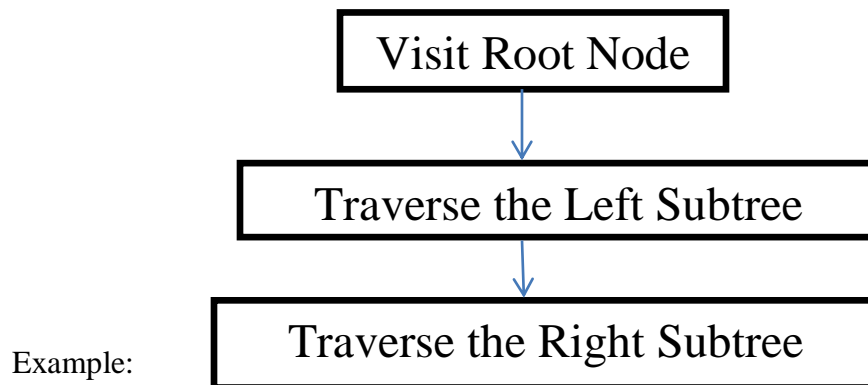 Visit Root Node
Traverse the Left Subtree
Traverse the Right Subtree
Example: